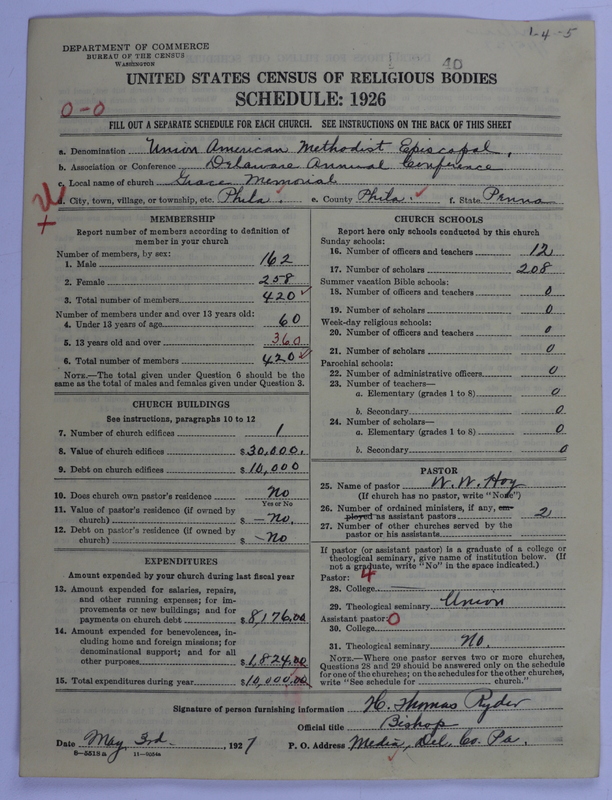 1-4-5
40
DEPARTMENT OF COMMERCE
BUREAU OF THE CENSUS
WASHINGTON
UNITED STATES CENSUS OF RELIGIOUS BODIES
SCHEDULE: 1926
0-0
FILL OUT A SEPARATE SCHEDULE FOR EACH CHURCH. SEE INSTRUCTIONS ON THE BACK OF THIS SHEET
a. Denomination Union American Methodist Episcopal,
b. Association or Conference Delaware Annual Conference
c. Local name of church Grace Memorial
d. City, town, village, or township, etc. Phila. e. County Phila. f. State Penna
MEMBERSHIP
Report number of members according to definition of
member in your church
Number of members, by sex:
1. Male 162
2. Female 258
3. Total number of members 420
Number of members under and over 13 years old:
4. Under 13 years of age 60
5. 13 years old and over 360
6. Total number of members 420
NOTE.—The total given under Question 6 should be
the same as the total of males and females given under Question 3.
CHURCH BUILDINGS
See instructions, paragraphs 10 to 12
7. Number of church edifices 1
8. Value of church edifices $30,000.
9. Debt on church edifices $10,000
10. Does church own pastor's residence No
Yes or No
11. Value of pastor's residence (if owned by
church) $ — No.
12. Debt on pastor's residence (if owned by
church) $ — No
EXPENDITURES
Amount expended by your church during last fiscal year
13. Amount expended for salaries, repairs,
and other running expenses; for im-
provements or new buildings; and for
payments on church debt $8,176.00
14. Amount expended for benevolences, in-
cluding home and foreign missions; for
denominational support; and for all
other purposes $1,824.00
15. Total expenditures during year $10,000.00
CHURCH SCHOOLS
Report here only schools conducted by this church
Sunday schools:
16. Number of officers and teachers 12
17. Number of scholars 208
Summer vacation Bible schools:
18. Number of officers and teachers 0
19. Number of scholars 0
Week-day religious schools:
20. Number of officers and teachers 0
21. Number of scholars 0
Parochial schools:
22. Number of administrative officers 0
23. Number of teachers—
a. Elementary (grades 1 to 8) 0
b. Secondary 0
24. Number of scholars—
a. Elementary (grades 1 to 8) 0
b. Secondary 0
PASTOR
25. Name of pastor W. W. Hoy
(If church has no pastor, write "None")
26. Number of ordained ministers, if any, em-
ployed as assistant pastors 2
27. Number of other churches served by the
pastor or his assistants
If pastor (or assistant pastor) is a graduate of a college or
theological seminary, give name of institution below. (If
not a graduate, write "No" in the space indicated.)
Pastor: 4
28. College
29. Theological seminary Union
Assistant pastor: 0
30. College
31. Theological seminary No.
NOTE.—Where one pastor serves two or more churches,
Questions 28 and 29 should be answered only on the schedule
for one of the churches; on the schedules for the other churches,
write "See schedule for church."
Signature of person furnishing information H. Thomas Ryder
Official title Bishop
Date May, 3rd. , 1927 P. O. Address Media, Del. Co. Pa.
8-5518a 11-9054a